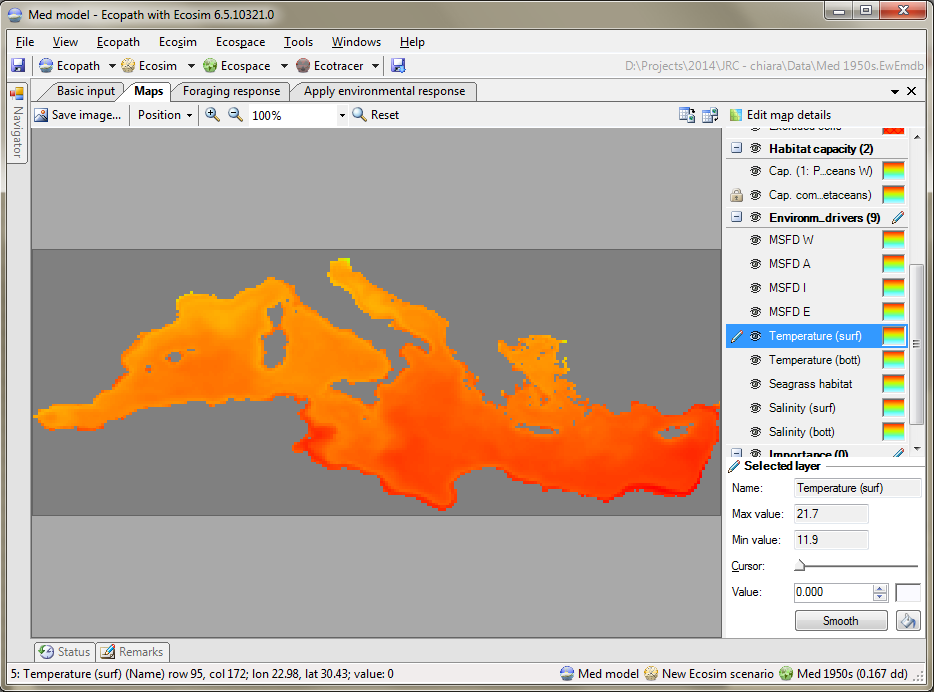 Med model - Ecopath with Ecosim 6.5.10321.0
File View Ecopath Ecosim Ecospace Tools Windows Help
Ecopath Ecosim Ecospace Ecotracer D:\Projects\2014\JRC - chiara\Data\Med 1950s.EwEmdb
Navigator
Basic input Maps Foraging response Apply environmental response
Save image... Position 100% Reset Edit map details
Habitat capacity (2)
Cap. (1: P...ceans W)
Cap. com...etaceans)
Environm_drivers (9)
MSFD W
MSFD A
MSFD I
MSFD E
Temperature (surf)
Temperature (bott)
Seagrass habitat
Salinity (surf)
Salinity (bott)
Importance (0)
Selected layer
Name: Temperature (surf)
Max value: 21.7
Min value: 11.9
Cursor:
Value: 0.000
Smooth
Status Remarks
5: Temperature (surf) (Name) row 95, col 172; lon 22.98, lat 30.43; value: 0 Med model New Ecosim scenario Med 1950s (0.167 dd)